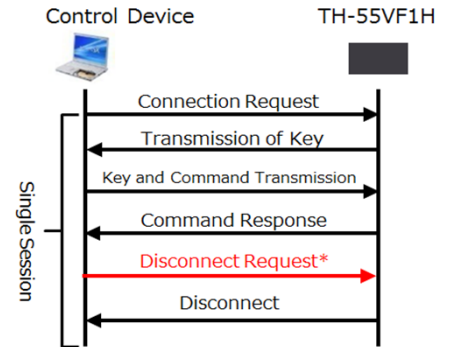 Control Device
TH-55VF1H
Connection Request
Transmission of Key
Key and Command Transmission
Command Response
Disconnect Request*
Disconnect
Single Session